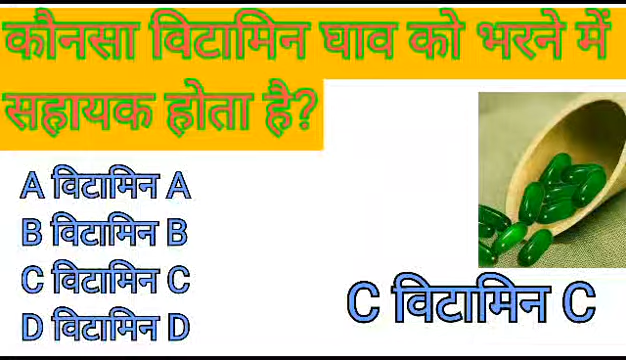 कौनसा विटामिन घाव को भरने में
सहायक होता है?
A विटामिन A
B विटामिन B
C विटामिन C
D विटामिन D
C विटामिन C